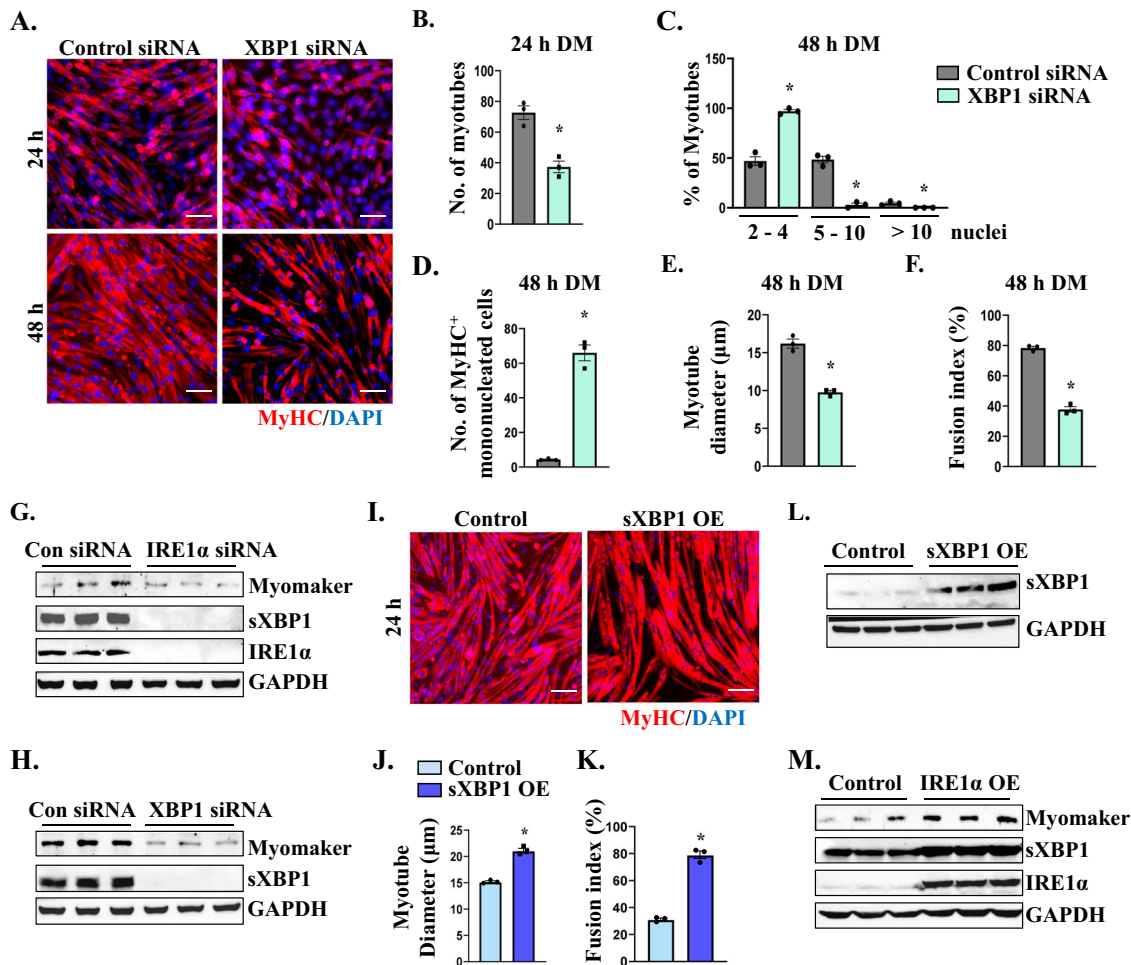 A.
Control siRNA
XBP1 siRNA
24 h
48 h
MyHC/DAPI
B.
24 h DM
No. of myotubes
100
80
60
40
20
0
*
C.
48 h DM
% of Myotubes
100
50
0
*
*
*
2 - 4
5 - 10
> 10
nuclei
Control siRNA
XBP1 siRNA
D.
48 h DM
No. of MyHC⁺
mononucleated cells
80
60
40
20
0
*
E.
48 h DM
Myotube
diameter (µm)
20
15
10
5
0
*
F.
48 h DM
Fusion index (%)
100
80
60
40
20
0
*
G.
Con siRNA
IRE1α siRNA
Myomaker
sXBP1
IRE1α
GAPDH
H.
Con siRNA
XBP1 siRNA
Myomaker
sXBP1
GAPDH
I.
Control
sXBP1 OE
24 h
MyHC/DAPI
J.
Control
sXBP1 OE
Myotube
Diameter (µm)
25
20
15
10
5
0
*
K.
Fusion index (%)
100
80
60
40
20
0
*
L.
Control
sXBP1 OE
sXBP1
GAPDH
M.
Control
IRE1α OE
Myomaker
sXBP1
IRE1α
GAPDH